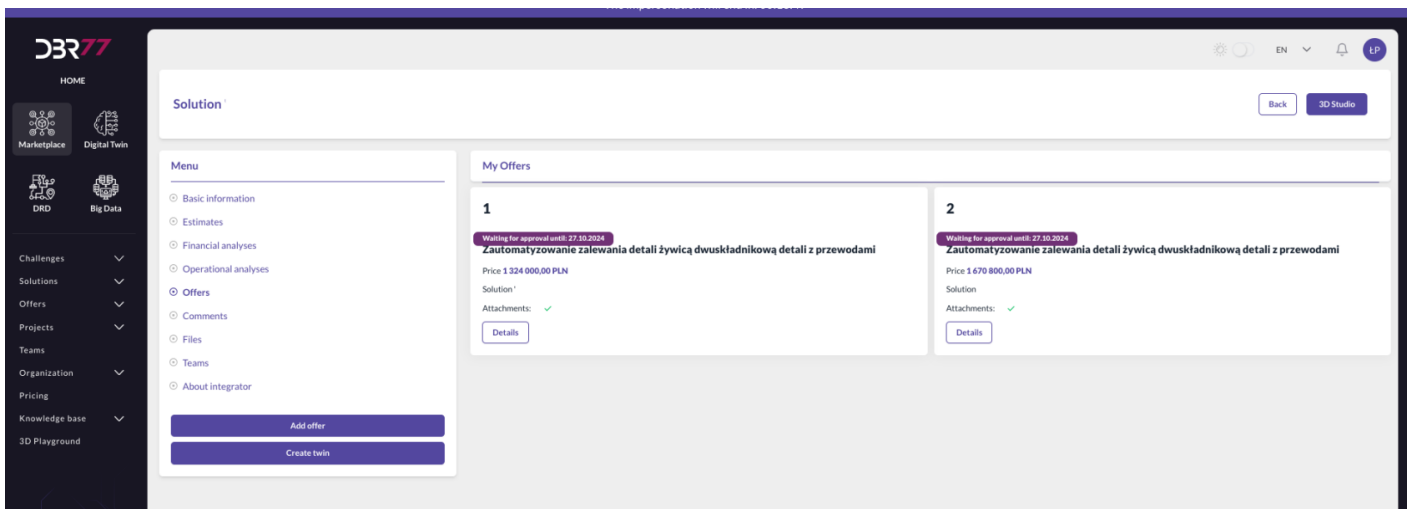 DBR77
HOME
Marketplace
Digital Twin
DRD
Big Data
Challenges
Solutions
Offers
Projects
Teams
Organization
Pricing
Knowledge base
3D Playground
EN
ŁP
Solution '
Back
3D Studio
Menu
Basic information
Estimates
Financial analyses
Operational analyses
Offers
Comments
Files
Teams
About integrator
Add offer
Create twin
My Offers
1
Waiting for approval until: 27.10.2024
Zautomatyzowanie zalewania detali żywicą dwuskładnikową detali z przewodami
Price 1 324 000,00 PLN
Solution '
Attachments:
Details
2
Waiting for approval until: 27.10.2024
Zautomatyzowanie zalewania detali żywicą dwuskładnikową detali z przewodami
Price 1 670 800,00 PLN
Solution
Attachments:
Details